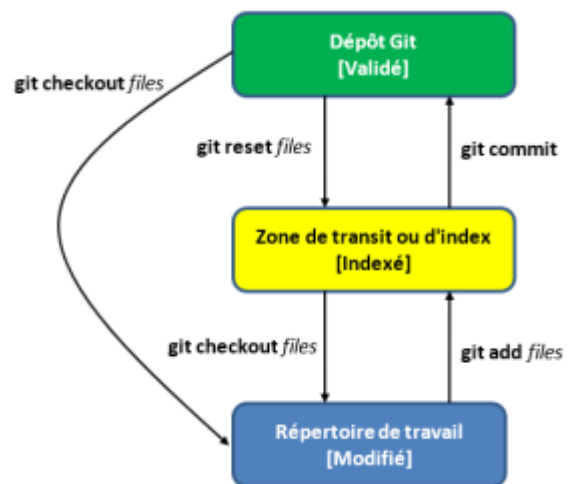 Dépôt Git
[Validé]
git checkout files
git reset files
git commit
Zone de transit ou d'index
[Indexé]
git checkout files
git add files
Répertoire de travail
[Modifié]